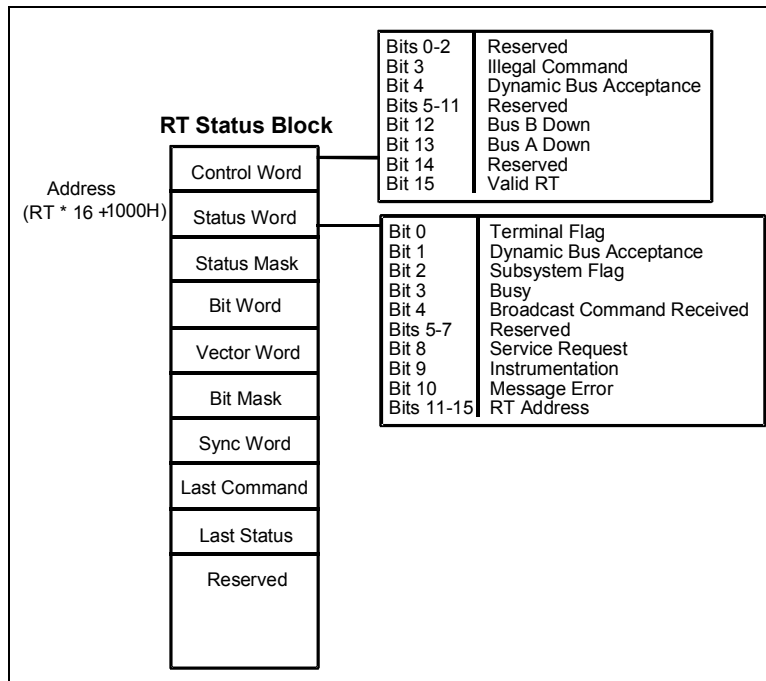 Bits 0-2 Reserved
Bit 3 Illegal Command
Bit 4 Dynamic Bus Acceptance
Bits 5-11 Reserved
Bit 12 Bus B Down
Bit 13 Bus A Down
Bit 14 Reserved
Bit 15 Valid RT
RT Status Block
Address
(RT * 16 +1000H)
Control Word
Status Word
Status Mask
Bit Word
Vector Word
Bit Mask
Sync Word
Last Command
Last Status
Reserved
Bit 0 Terminal Flag
Bit 1 Dynamic Bus Acceptance
Bit 2 Subsystem Flag
Bit 3 Busy
Bit 4 Broadcast Command Received
Bits 5-7 Reserved
Bit 8 Service Request
Bit 9 Instrumentation
Bit 10 Message Error
Bits 11-15 RT Address